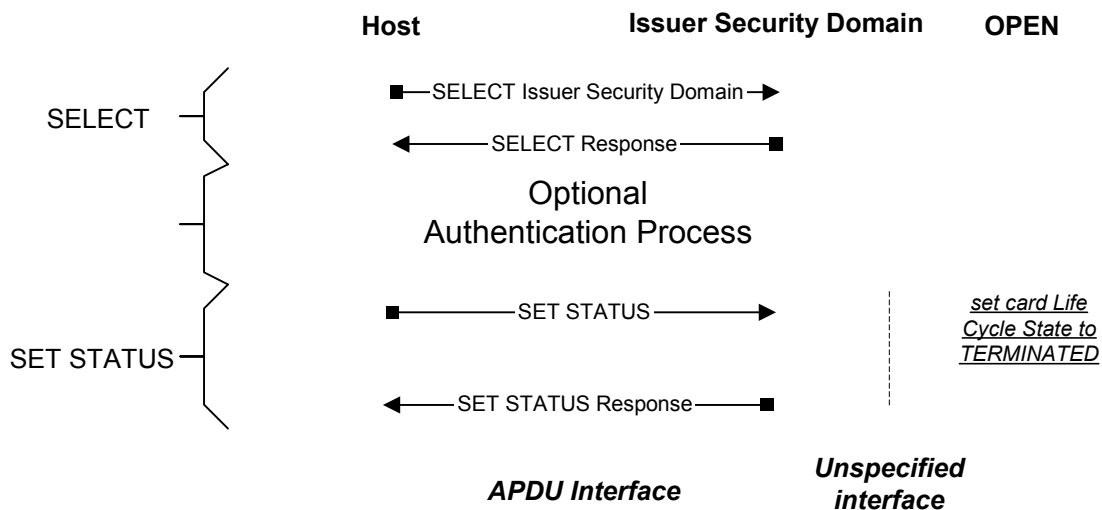 Host
Issuer Security Domain
OPEN
SELECT
SELECT Issuer Security Domain
SELECT Response
Optional
Authentication Process
SET STATUS
SET STATUS
set card Life
Cycle State to
TERMINATED
SET STATUS Response
APDU Interface
Unspecified
interface